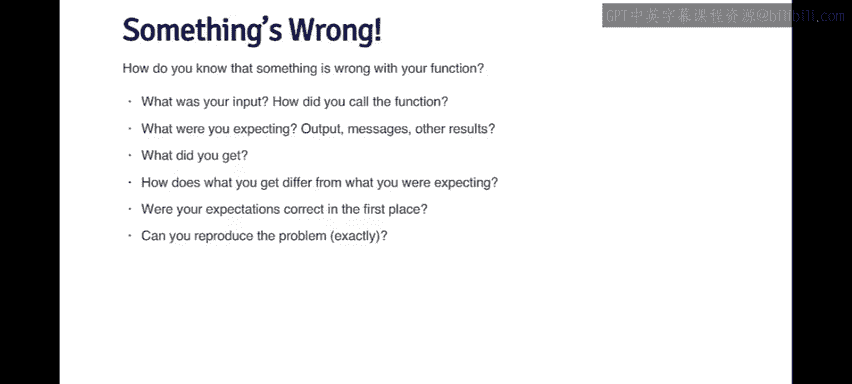 GPT中英字幕课程资源@bilibili.com
Something's Wrong!
How do you know that something is wrong with your function?
· What was your input? How did you call the function?
· What were you expecting? Output, messages, other results?
· What did you get?
· How does what you get differ from what you were expecting?
· Were your expectations correct in the first place?
· Can you reproduce the problem (exactly)?